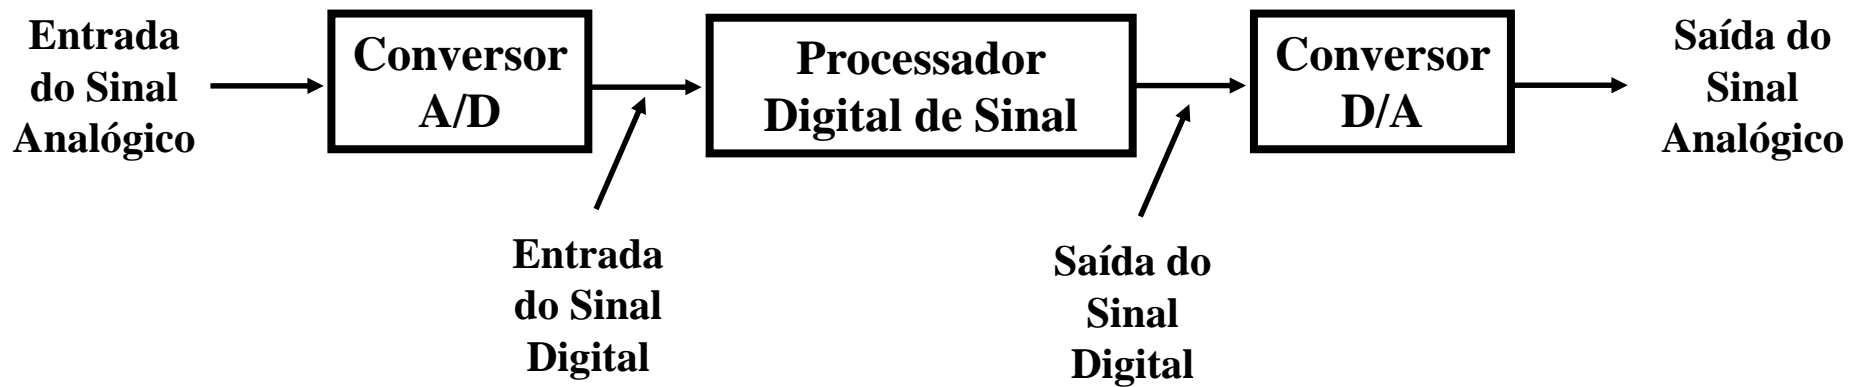 Entrada
do Sinal
Analógico
Conversor
A/D
Processador
Digital de Sinal
Conversor
D/A
Saída do
Sinal
Analógico
Entrada
do Sinal
Digital
Saída do
Sinal
Digital